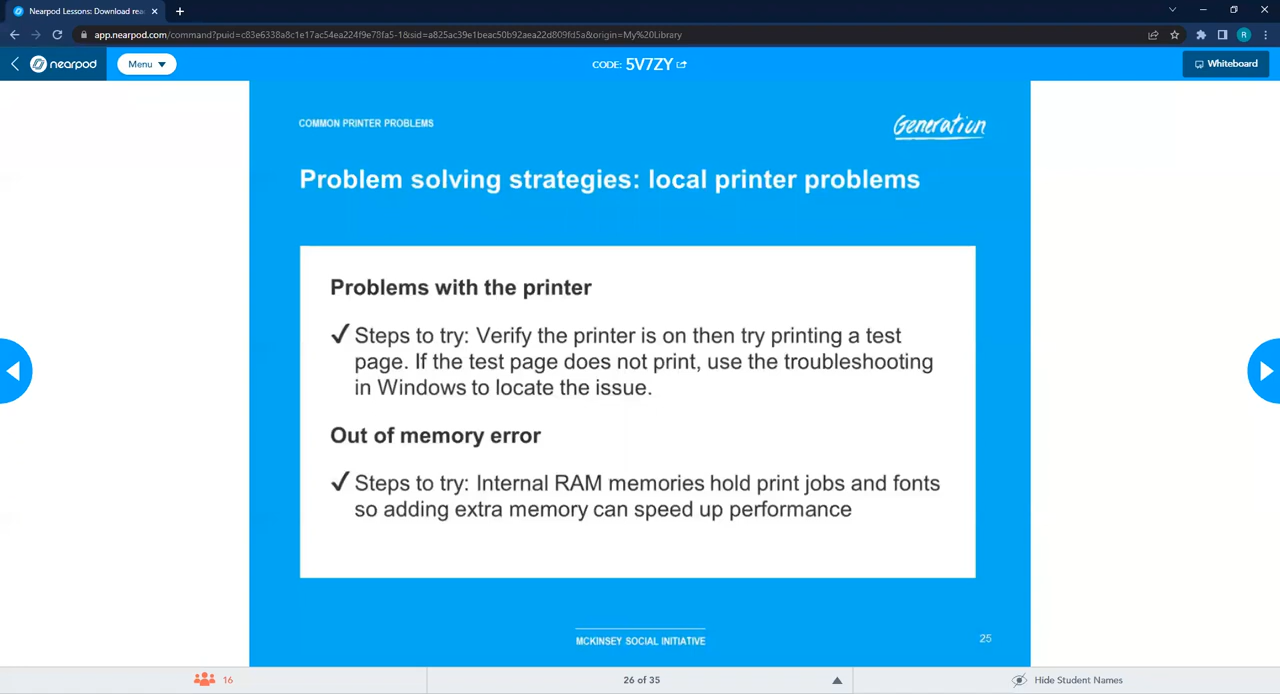 Nearpod Lessons: Download rea
app.nearpod.com/command?puid=c83e6338a8c1e17ac54ea224f9e78fa5-1&sid=a825ac39e1beac50b92aea22d809fd5a&origin=My%20Library
R
nearpod
Menu
CODE: 5V7ZY
Whiteboard
COMMON PRINTER PROBLEMS
Generation
Problem solving strategies: local printer problems
Problems with the printer
✓ Steps to try: Verify the printer is on then try printing a test
page. If the test page does not print, use the troubleshooting
in Windows to locate the issue.
Out of memory error
✓ Steps to try: Internal RAM memories hold print jobs and fonts
so adding extra memory can speed up performance
MCKINSEY SOCIAL INITIATIVE
25
16
26 of 35
Hide Student Names